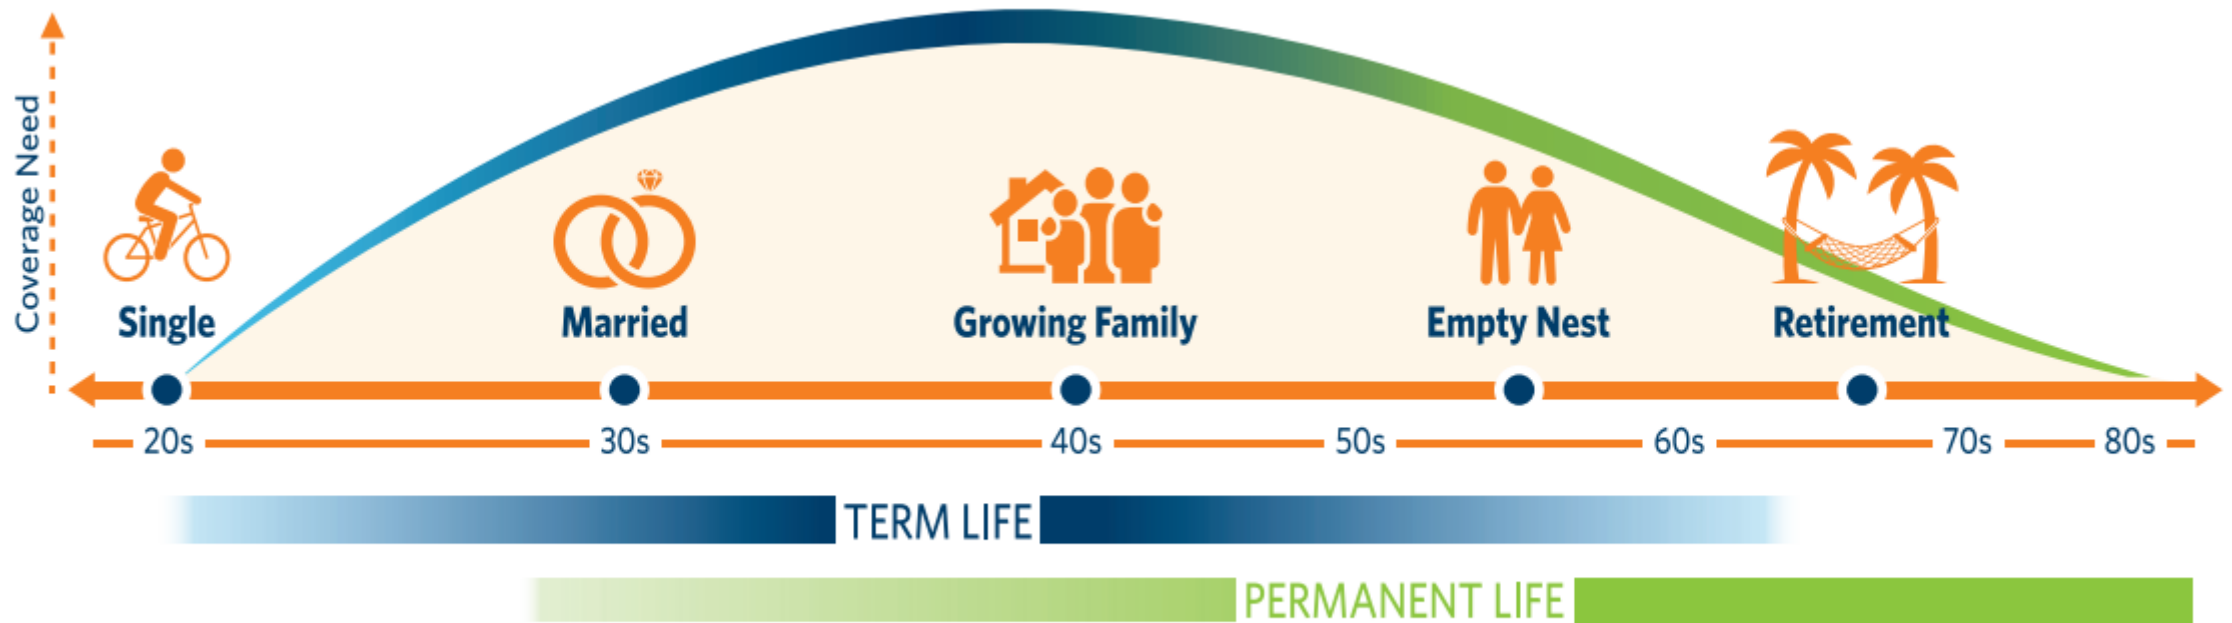 Coverage Need
Single
Married
Growing Family
Empty Nest
Retirement
20s
30s
40s
50s
60s
70s
80s
TERM LIFE
PERMANENT LIFE